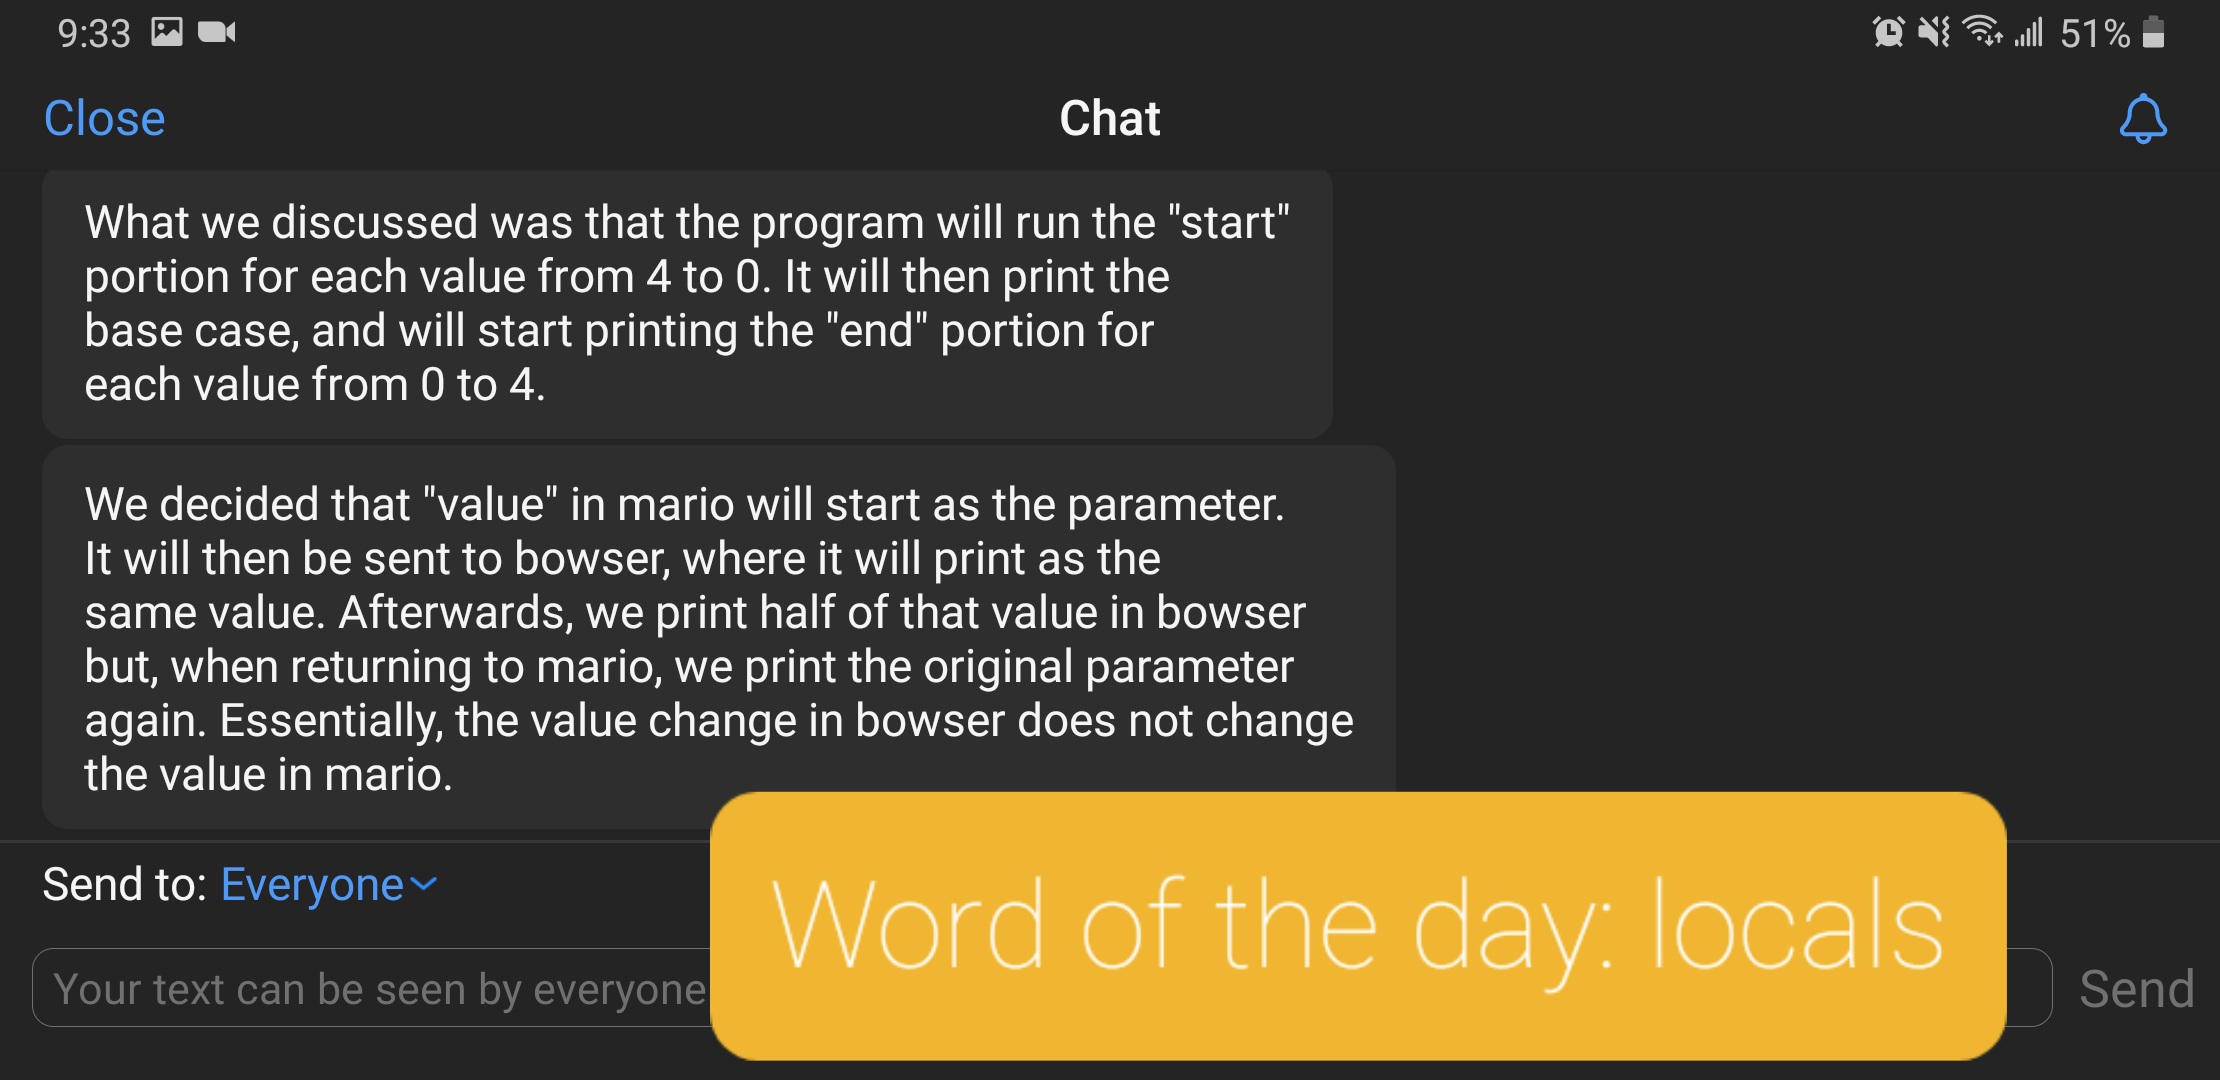 9:33
51%
Close
Chat
What we discussed was that the program will run the "start"
portion for each value from 4 to 0. It will then print the
base case, and will start printing the "end" portion for
each value from 0 to 4.
We decided that "value" in mario will start as the parameter.
It will then be sent to bowser, where it will print as the
same value. Afterwards, we print half of that value in bowser
but, when returning to mario, we print the original parameter
again. Essentially, the value change in bowser does not change
the value in mario.
Send to: Everyone
Word of the day: locals
Your text can be seen by everyone
Send